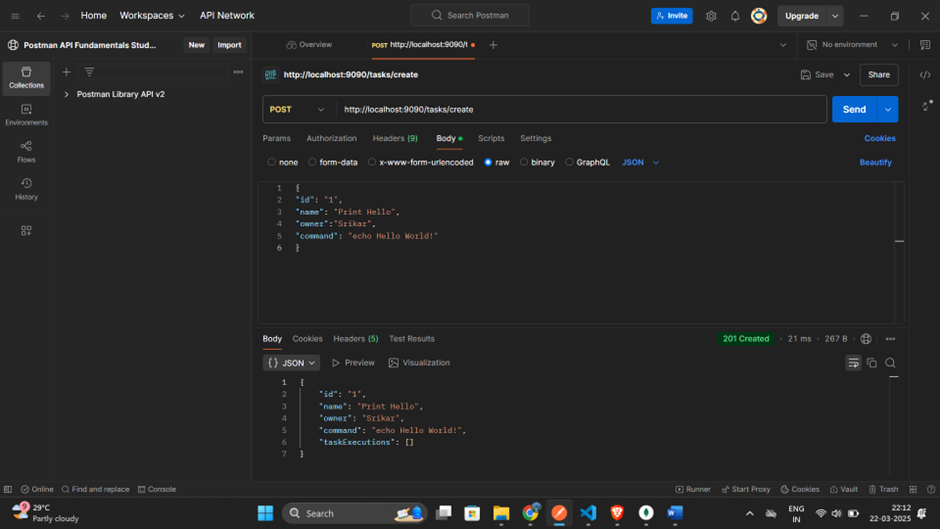 Home Workspaces API Network Search Postman Invite Upgrade
Postman API Fundamentals Stud... New Import Overview POST http://localhost:9090/t No environment
Collections
Environments
Flows
History
Postman Library API v2
http://localhost:9090/tasks/create Save Share
POST http://localhost:9090/tasks/create Send
Params Authorization Headers (9) Body Scripts Settings Cookies
none form-data x-www-form-urlencoded raw binary GraphQL JSON Beautify
1 {
2 "id": "1",
3 "name": "Print Hello",
4 "owner":"Srikar",
5 "command": "echo Hello World!"
6 }
Body Cookies Headers (5) Test Results 201 Created 21 ms 267 B
{} JSON Preview Visualization
1 {
2 "id": "1",
3 "name": "Print Hello",
4 "owner": "Srikar",
5 "command": "echo Hello World!",
6 "taskExecutions": []
7 }
Online Find and replace Console Runner Start Proxy Cookies Vault Trash
29°C
Partly cloudy
Search
ENG
IN
22:12
22-03-2025